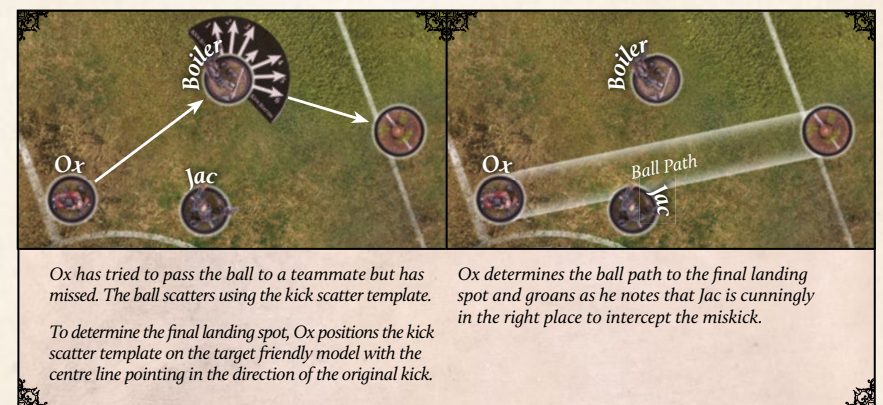 Boiler
Ox
Jac
Boiler
Ox
Ball Path
Jac
Ox has tried to pass the ball to a teammate but has
missed. The ball scatters using the kick scatter template.
To determine the final landing spot, Ox positions the kick
scatter template on the target friendly model with the
centre line pointing in the direction of the original kick.
Ox determines the ball path to the final landing
spot and groans as he notes that Jac is cunningly
in the right place to intercept the miskick.